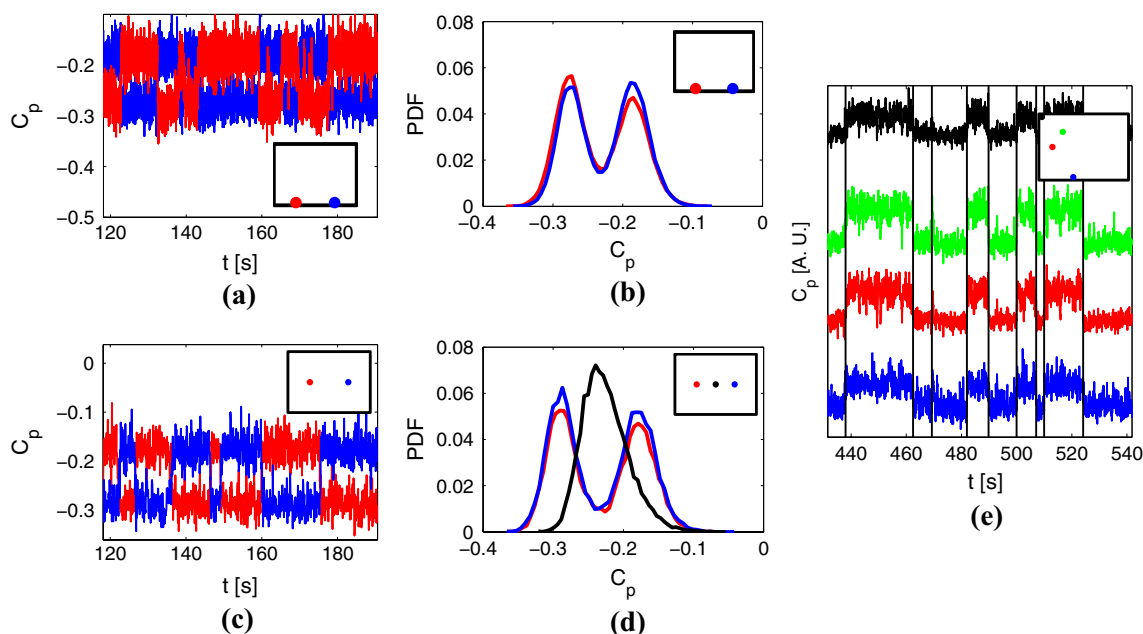 −0.2
−0.3
−0.4
−0.5
C_p
120 140 160 180
t [s]
(a)
0.08
0.06
0.04
0.02
0
PDF
−0.4 −0.3 −0.2 −0.1 0
C_p
(b)
0
−0.1
−0.2
−0.3
C_p
120 140 160 180
t [s]
(c)
0.08
0.06
0.04
0.02
0
PDF
−0.4 −0.3 −0.2 −0.1 0
C_p
(d)
C_p [A. U.]
440 460 480 500 520 540
t [s]
(e)